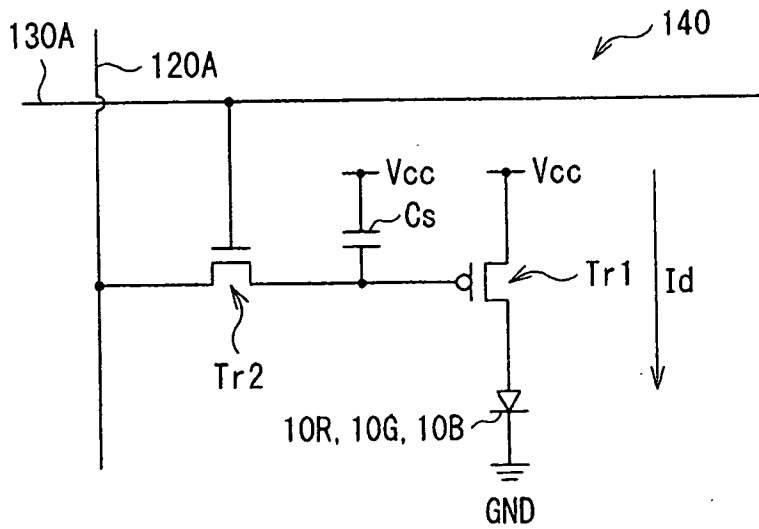 130A
120A
140
Vcc
Vcc
Cs
Tr1
Id
Tr2
10R, 10G, 10B
GND